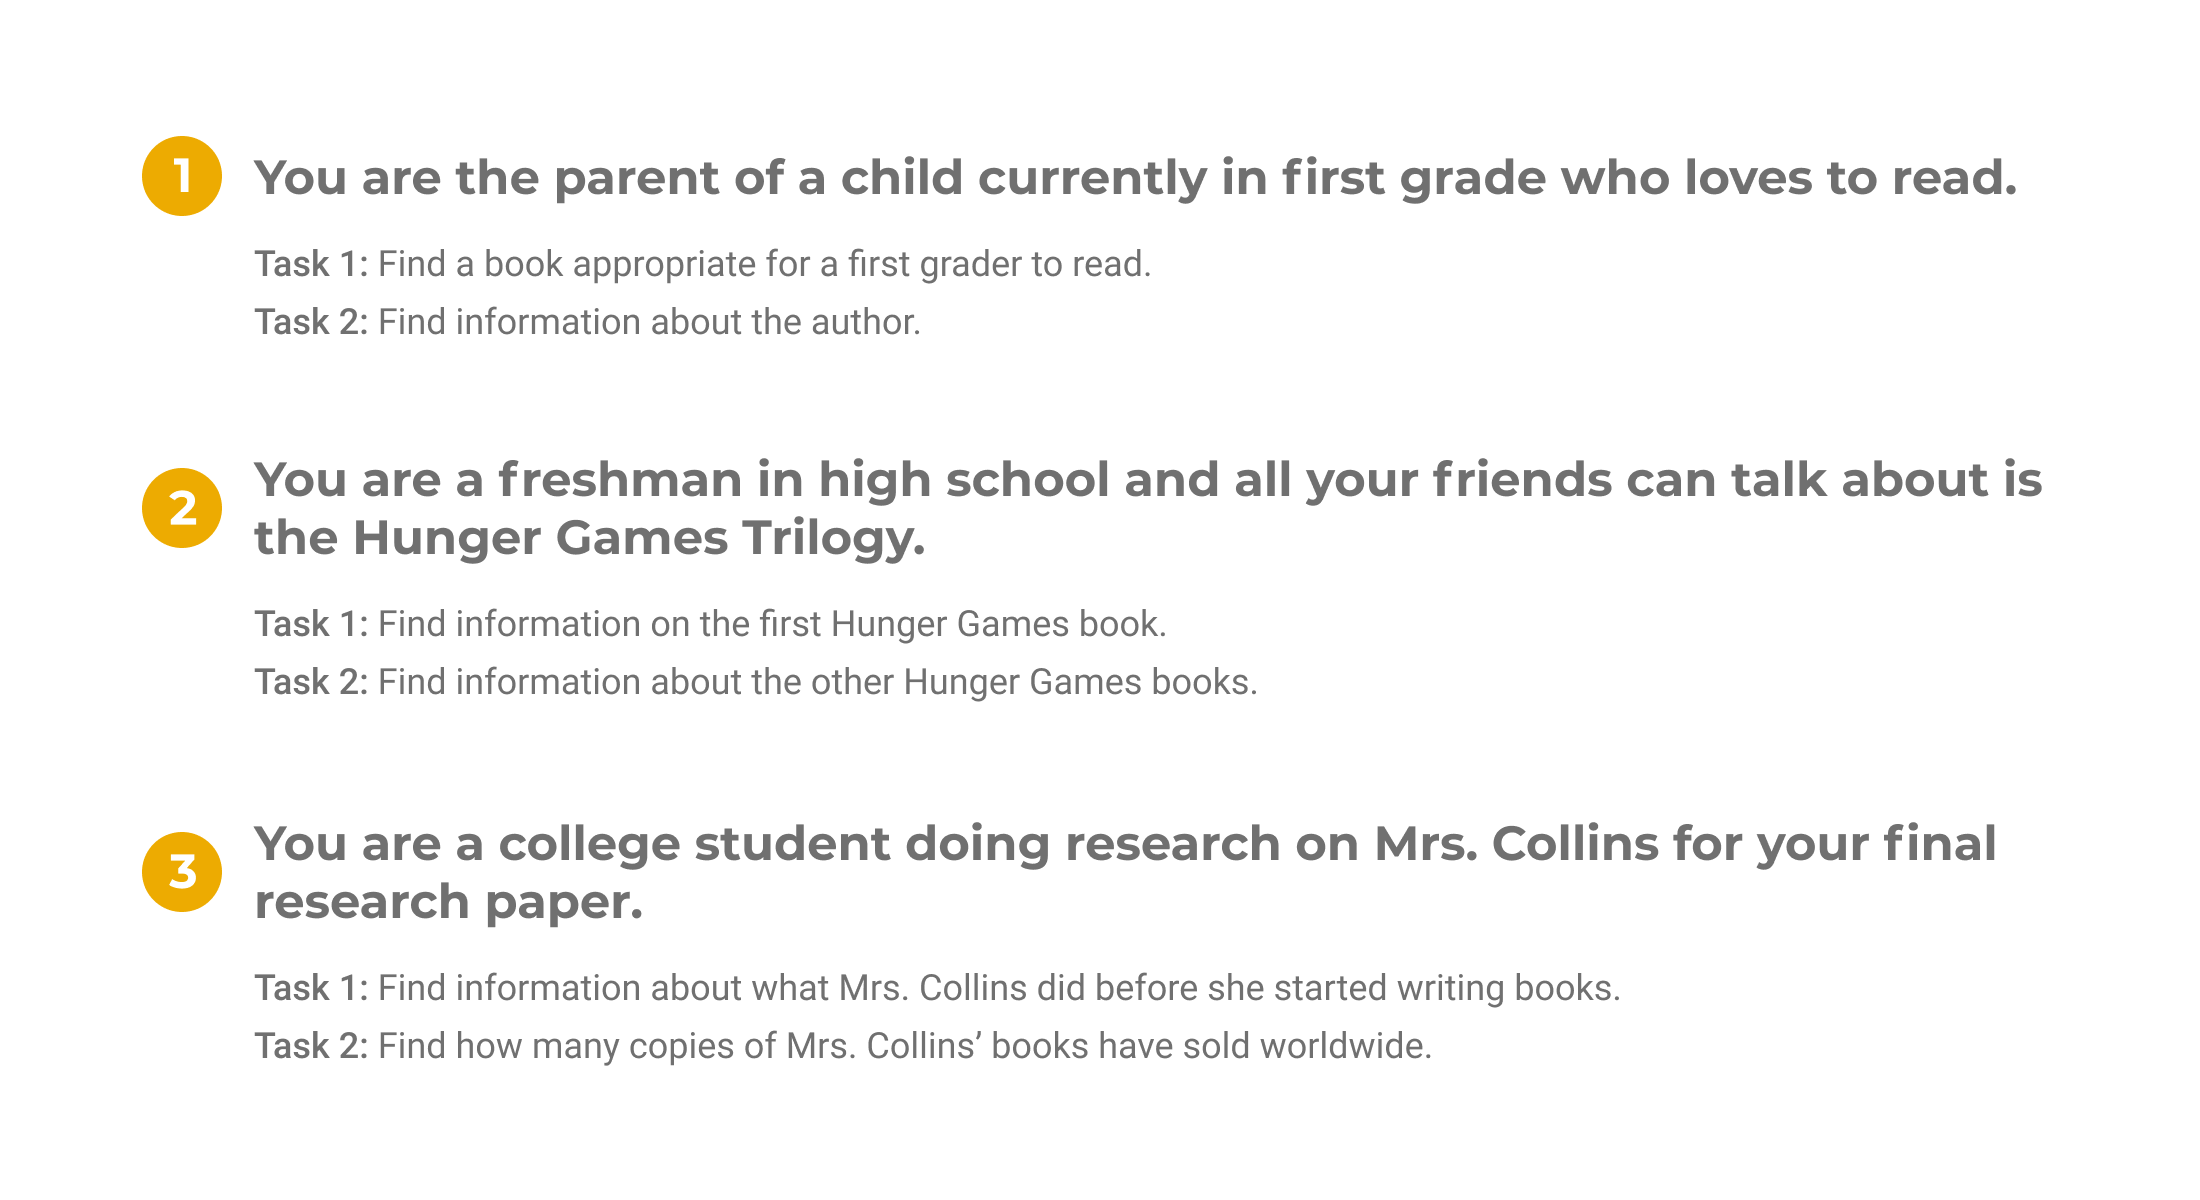 1
You are the parent of a child currently in first grade who loves to read.
Task 1: Find a book appropriate for a first grader to read.
Task 2: Find information about the author.
2
You are a freshman in high school and all your friends can talk about is
the Hunger Games Trilogy.
Task 1: Find information on the first Hunger Games book.
Task 2: Find information about the other Hunger Games books.
3
You are a college student doing research on Mrs. Collins for your final
research paper.
Task 1: Find information about what Mrs. Collins did before she started writing books.
Task 2: Find how many copies of Mrs. Collins’ books have sold worldwide.